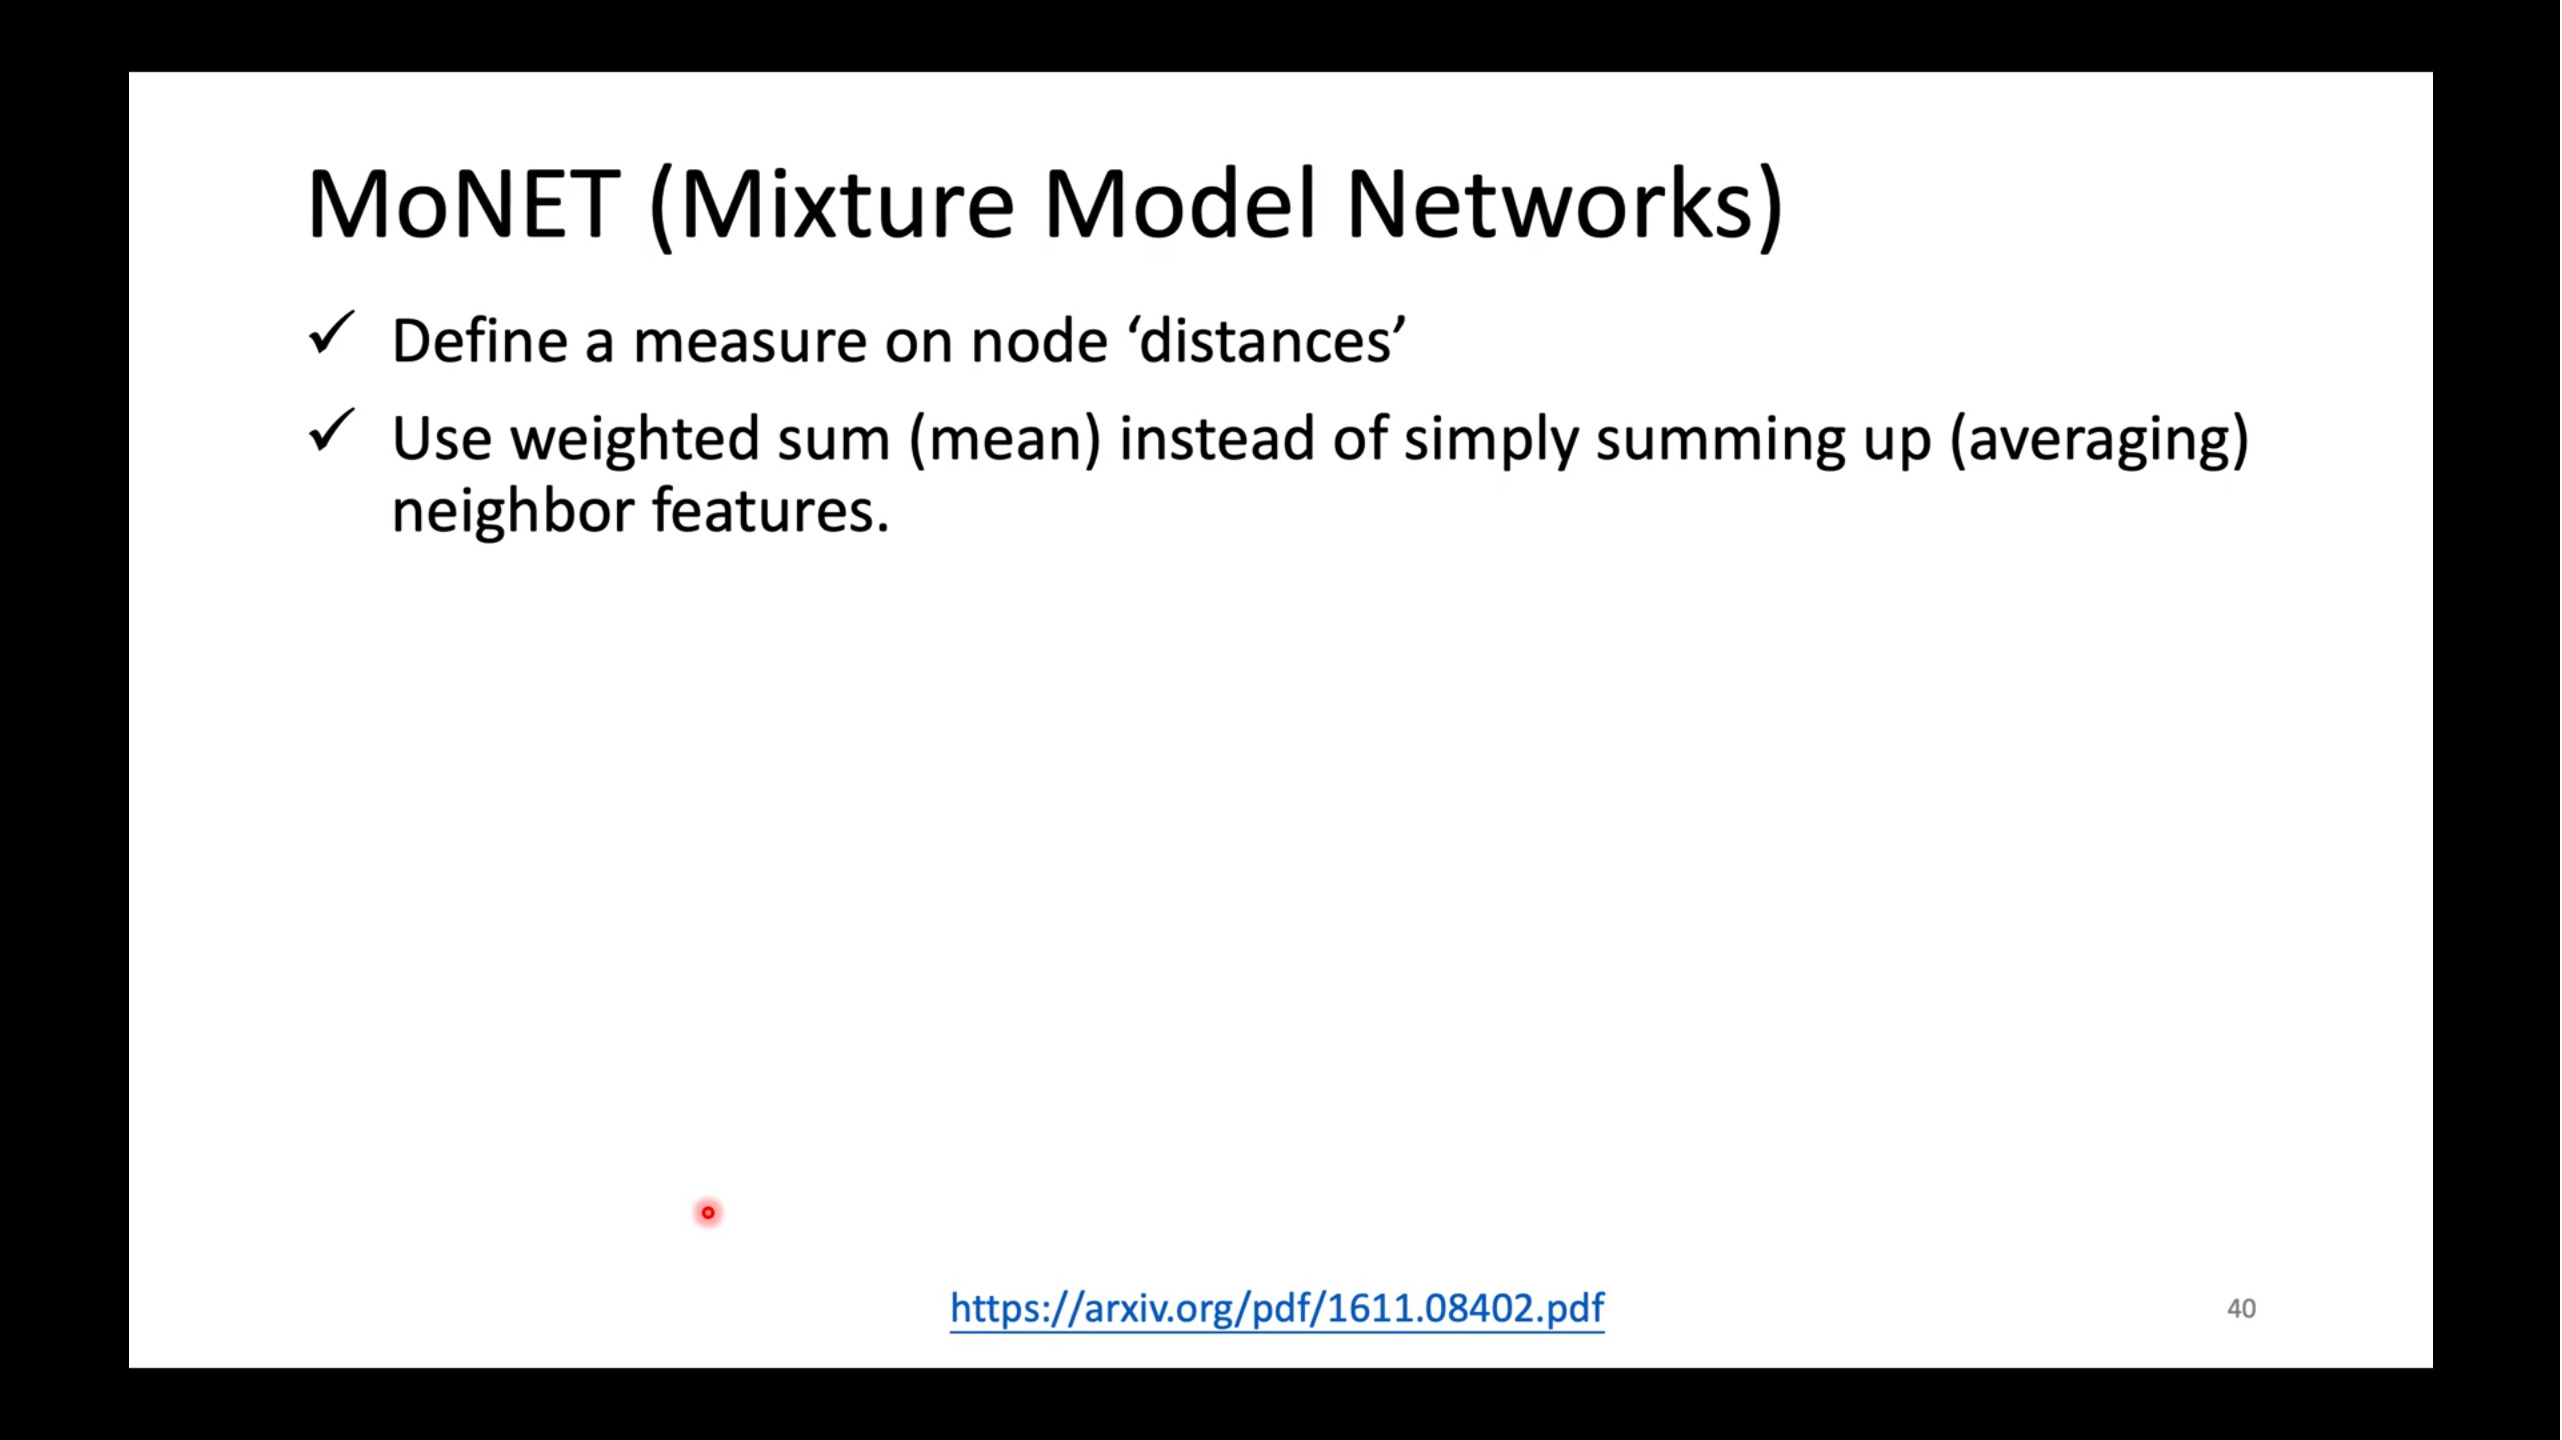 MoNET (Mixture Model Networks)
✓ Define a measure on node ‘distances’
✓ Use weighted sum (mean) instead of simply summing up (averaging)
neighbor features.
https://arxiv.org/pdf/1611.08402.pdf
40